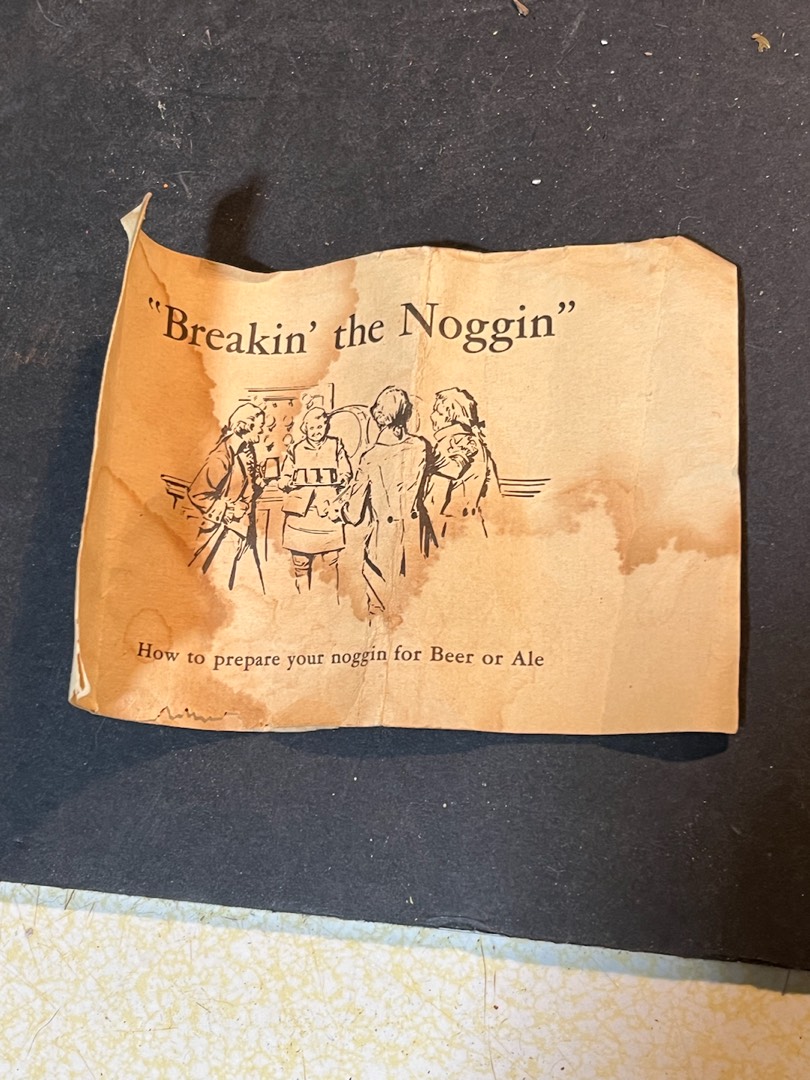 “Breakin’ the Noggin”
How to prepare your noggin for Beer or Ale